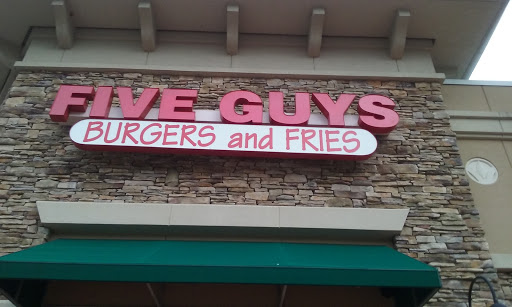 FIVE GUYS
BURGERS and FRIES